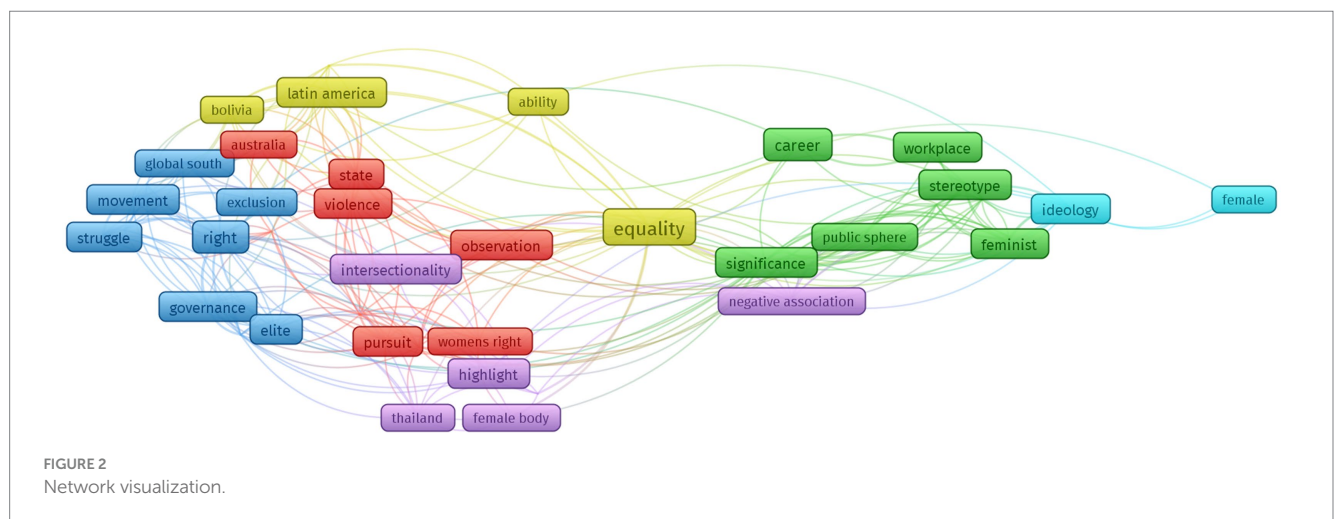 latin america
ability
bolivia
australia
career
workplace
global south
state
stereotype
movement
exclusion
violence
ideology
female
equality
struggle
right
observation
public sphere
feminist
intersectionality
significance
negative association
governance
elite
pursuit
womens right
highlight
thailand
female body
FIGURE 2
Network visualization.